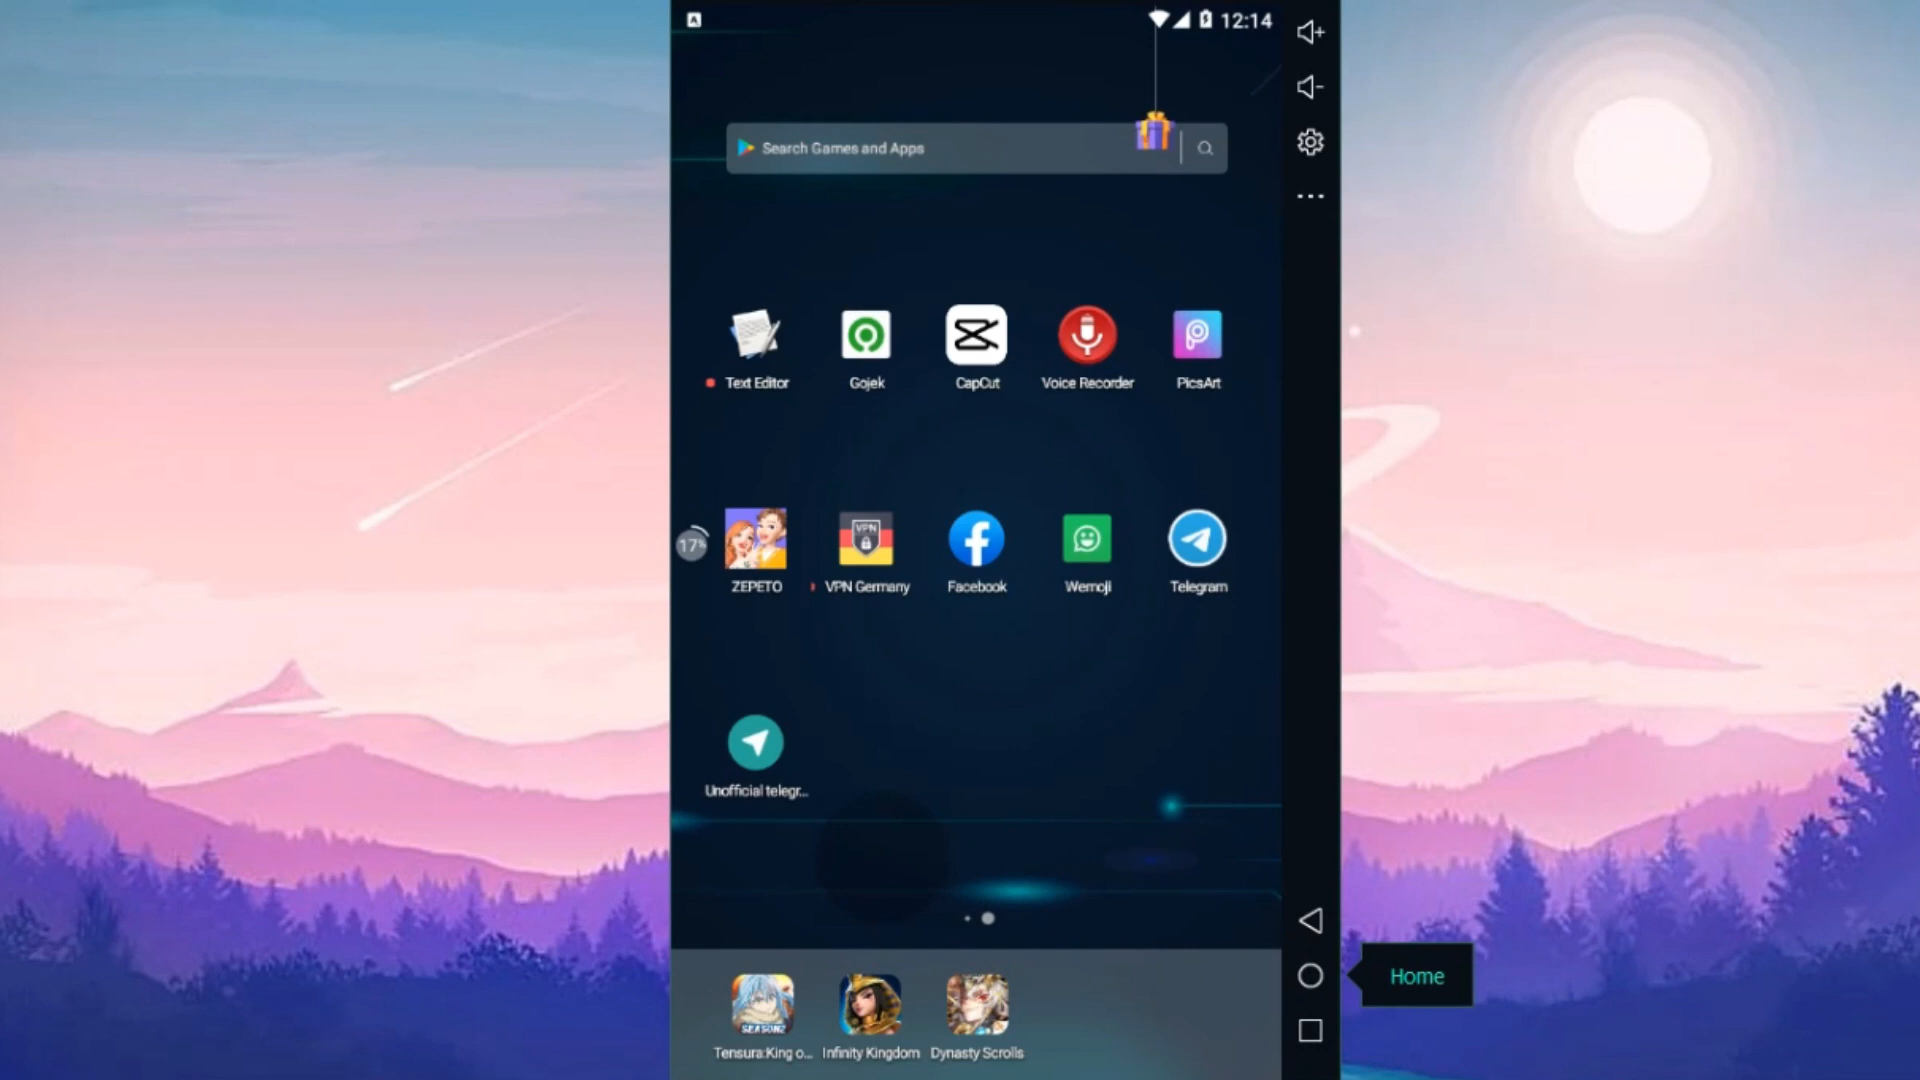 A
12:14
Search Games and Apps
Text Editor
Gojek
CapCut
Voice Recorder
PicsArt
17%
VPN
ZEPETO
VPN Germany
Facebook
Wemoji
Telegram
Unofficial telegr...
Home
SEASON2
Tensura:King o...
Infinity Kingdom
Dynasty Scrolls